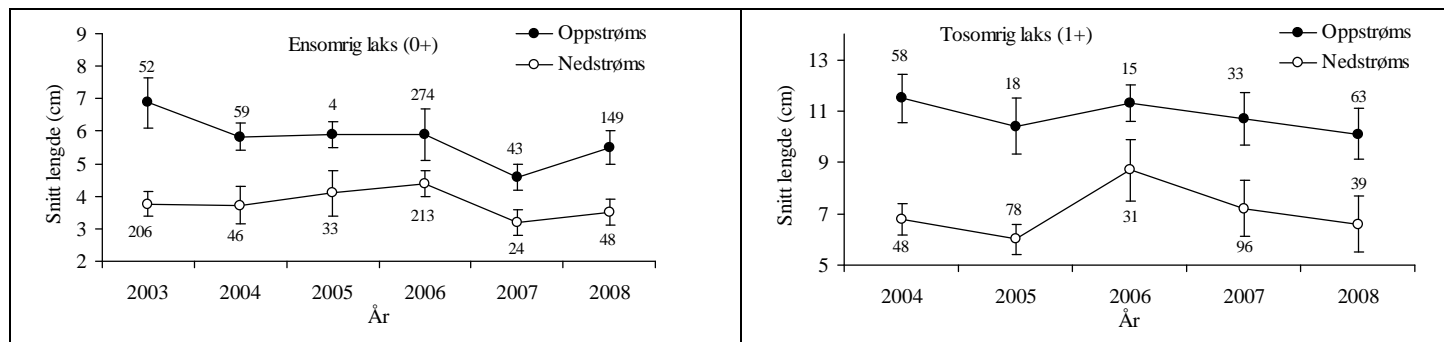 Ensomrig laks (0+)
Oppstrøms
Nedstrøms
Snitt lengde (cm)
9
8
7
6
5
4
3
2
52
59
4
274
43
149
206
46
33
213
24
48
2003 2004 2005 2006 2007 2008
År
Tosomrig laks (1+)
Oppstrøms
Nedstrøms
Snitt lengde (cm)
13
11
9
7
5
58
18
15
33
63
48
78
31
96
39
2004 2005 2006 2007 2008
År